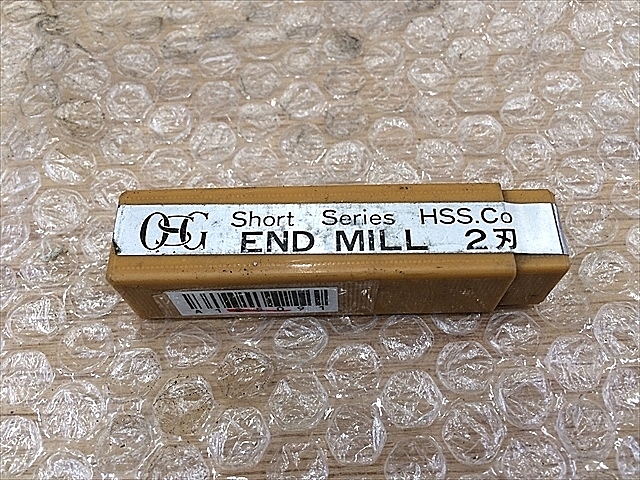 OSG Short Series HSS.Co
END MILL 2刃